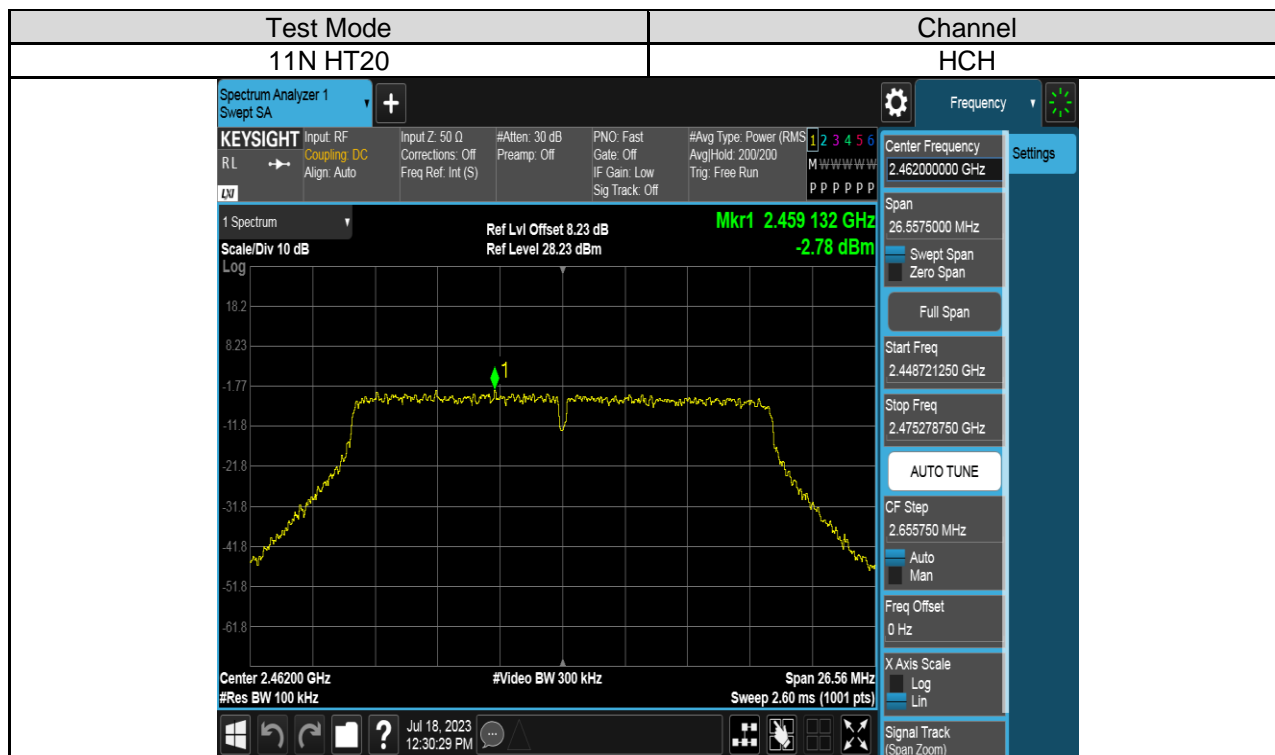 Test Mode Channel
11N HT20 HCH
Spectrum Analyzer 1
Swept SA
+
Frequency
KEYSIGHT
R L
LXI
Input: RF
Coupling: DC
Align: Auto
Input Z: 50 Ω
Corrections: Off
Freq Ref: Int (S)
#Atten: 30 dB
Preamp: Off
PNO: Fast
Gate: Off
IF Gain: Low
Sig Track: Off
#Avg Type: Power (RMS
Avg|Hold: 200/200
Trig: Free Run
1 2 3 4 5 6
M W W W W W
P P P P P P
1 Spectrum
Scale/Div 10 dB
Log
Ref Lvl Offset 8.23 dB
Ref Level 28.23 dBm
Mkr1 2.459 132 GHz
-2.78 dBm
18.2
8.23
-1.77
-11.8
-21.8
-31.8
-41.8
-51.8
-61.8
1
Center 2.46200 GHz
#Res BW 100 kHz
#Video BW 300 kHz
Span 26.56 MHz
Sweep 2.60 ms (1001 pts)
Center Frequency
2.462000000 GHz
Settings
Span
26.5575000 MHz
Swept Span
Zero Span
Full Span
Start Freq
2.448721250 GHz
Stop Freq
2.475278750 GHz
AUTO TUNE
CF Step
2.655750 MHz
Auto
Man
Freq Offset
0 Hz
X Axis Scale
Log
Lin
Signal Track
(Span Zoom)
?
Jul 18, 2023
12:30:29 PM